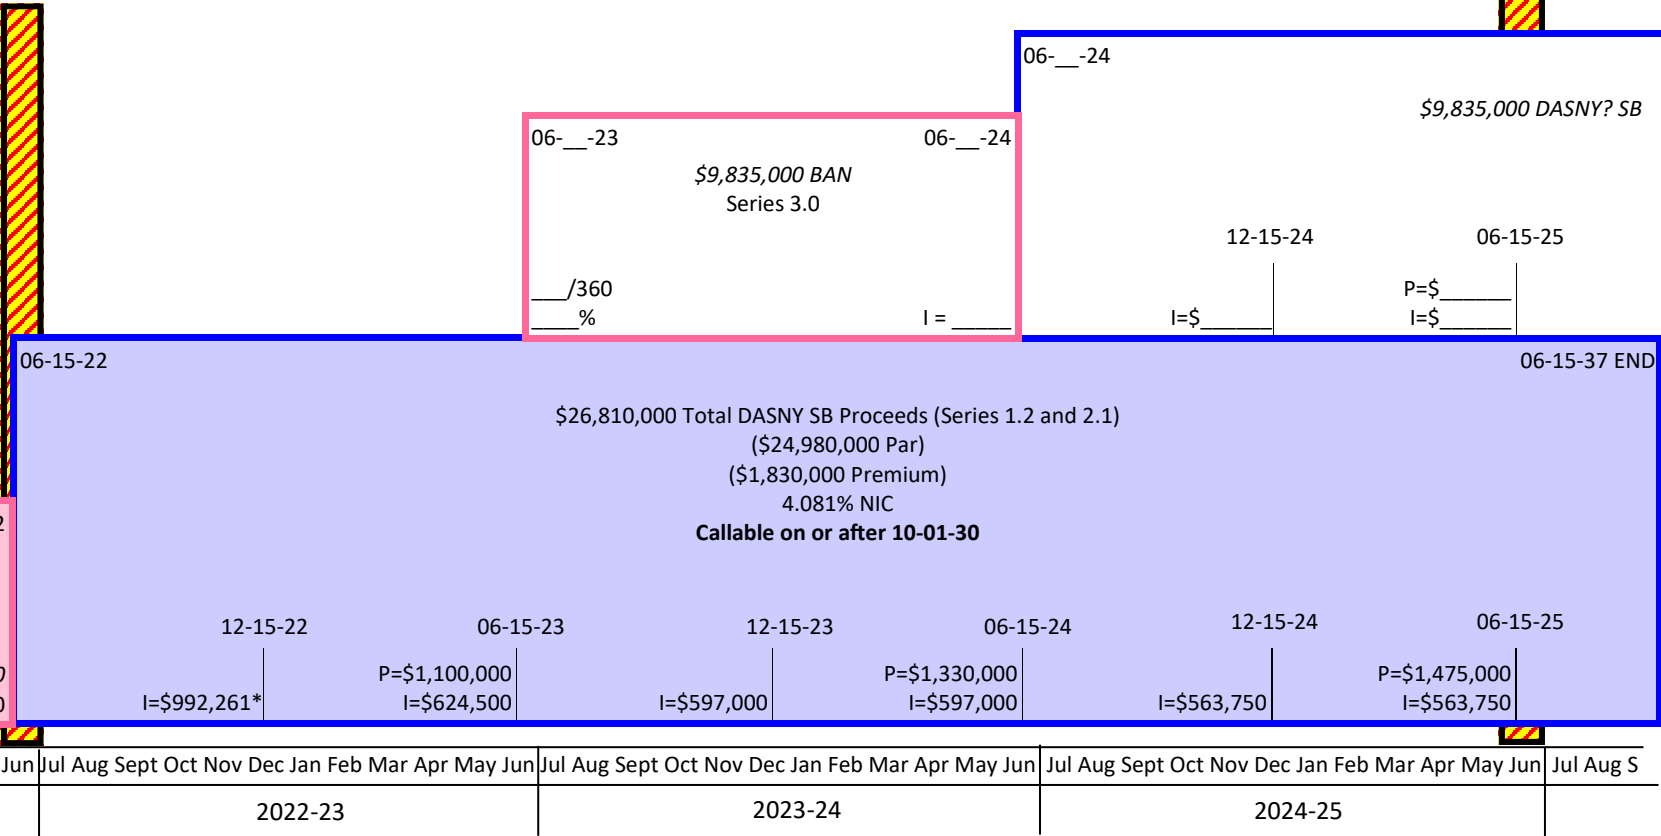 06-__-24
$9,835,000 DASNY? SB
06-__-23 06-__-24
$9,835,000 BAN
Series 3.0
12-15-24 06-15-25
___/360
P=$______
____% I = _____
I=$______ I=$______
06-15-22 06-15-37 END
$26,810,000 Total DASNY SB Proceeds (Series 1.2 and 2.1)
($24,980,000 Par)
($1,830,000 Premium)
4.081% NIC
Callable on or after 10-01-30
12-15-22 06-15-23 12-15-23 06-15-24 12-15-24 06-15-25
P=$1,100,000 P=$1,330,000 P=$1,475,000
I=$992,261* I=$624,500 I=$597,000 I=$597,000 I=$563,750 I=$563,750
Jun Jul Aug Sept Oct Nov Dec Jan Feb Mar Apr May Jun Jul Aug Sept Oct Nov Dec Jan Feb Mar Apr May Jun Jul Aug Sept Oct Nov Dec Jan Feb Mar Apr May Jun Jul Aug S
2022-23 2023-24 2024-25